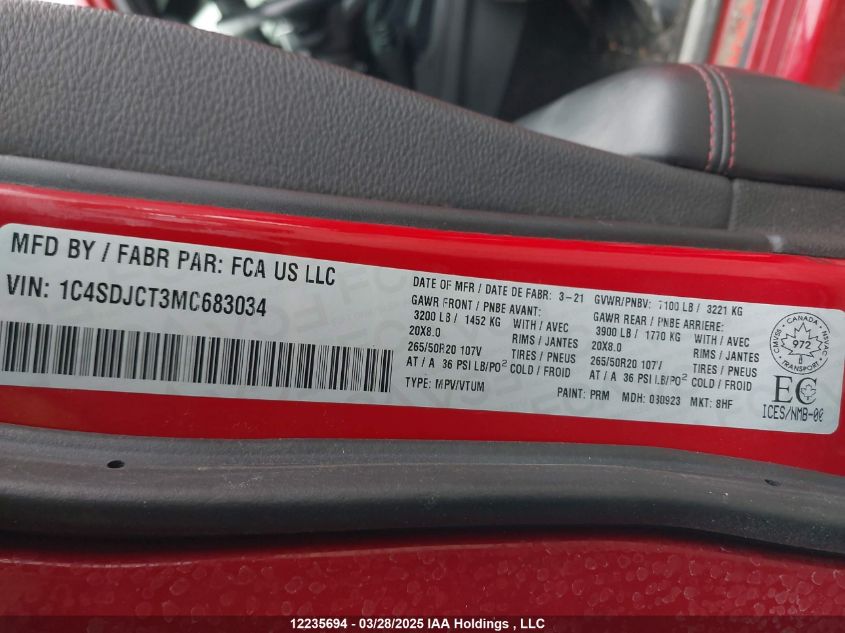 MFD BY / FABR PAR: FCA US LLC
VIN: 1C4SDJCT3MC683034
DATE OF MFR / DATE DE FABR: 3-21 GVWR/PNBV: 7100 LB / 3221 KG
GAWR FRONT / PNBE AVANT: GAWR REAR / PNBE ARRIERE:
3200 LB / 1452 KG WITH / AVEC 3900 LB / 1770 KG WITH / AVEC
20X8.0 RIMS / JANTES 20X8.0 RIMS / JANTES
265/50R20 107V TIRES / PNEUS 265/50R20 107V TIRES / PNEUS
AT / A 36 PSI LB/PO² COLD / FROID AT / A 36 PSI LB/PO² COLD / FROID
TYPE: MPV/VTUM PAINT: PRM MDH: 030923 MKT: 8HF
CANADA
972
TRANSPORT
EC
ICES/NMB-00
12235694 - 03/28/2025 IAA Holdings , LLC